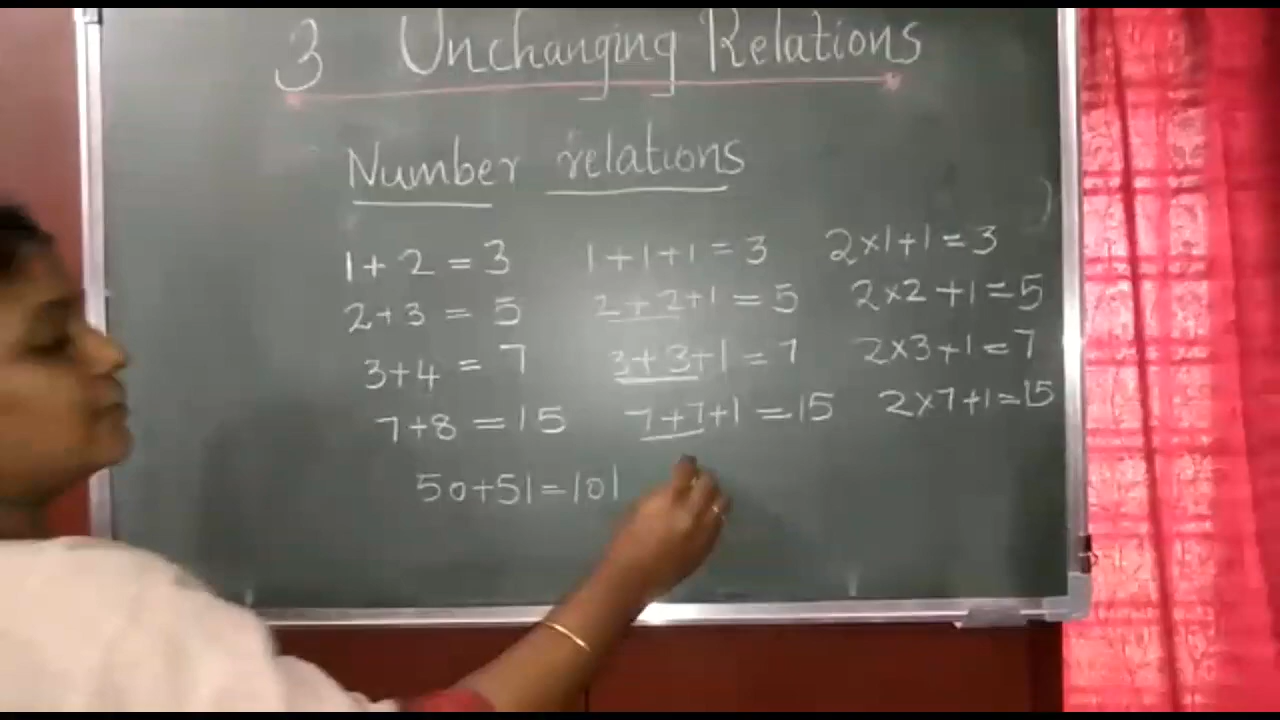 3 Unchanging Relations
Number relations
1+2=3 1+1+1=3 2×1+1=3
2+3=5 2+2+1=5 2×2+1=5
3+4=7 3+3+1=7 2×3+1=7
7+8=15 7+7+1=15 2×7+1=15
50+51=101